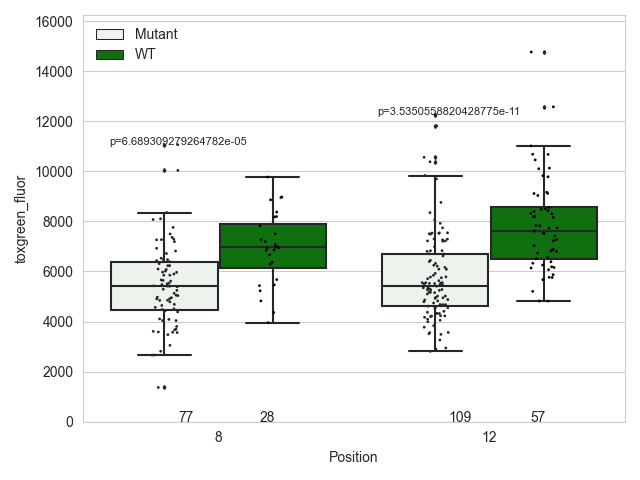 16000
14000
12000
10000
8000
6000
4000
2000
0
toxgreen_fluor
Mutant
WT
p=6.689309279264782e-05
p=3.5350558820428775e-11
77 28 109 57
8 12
Position